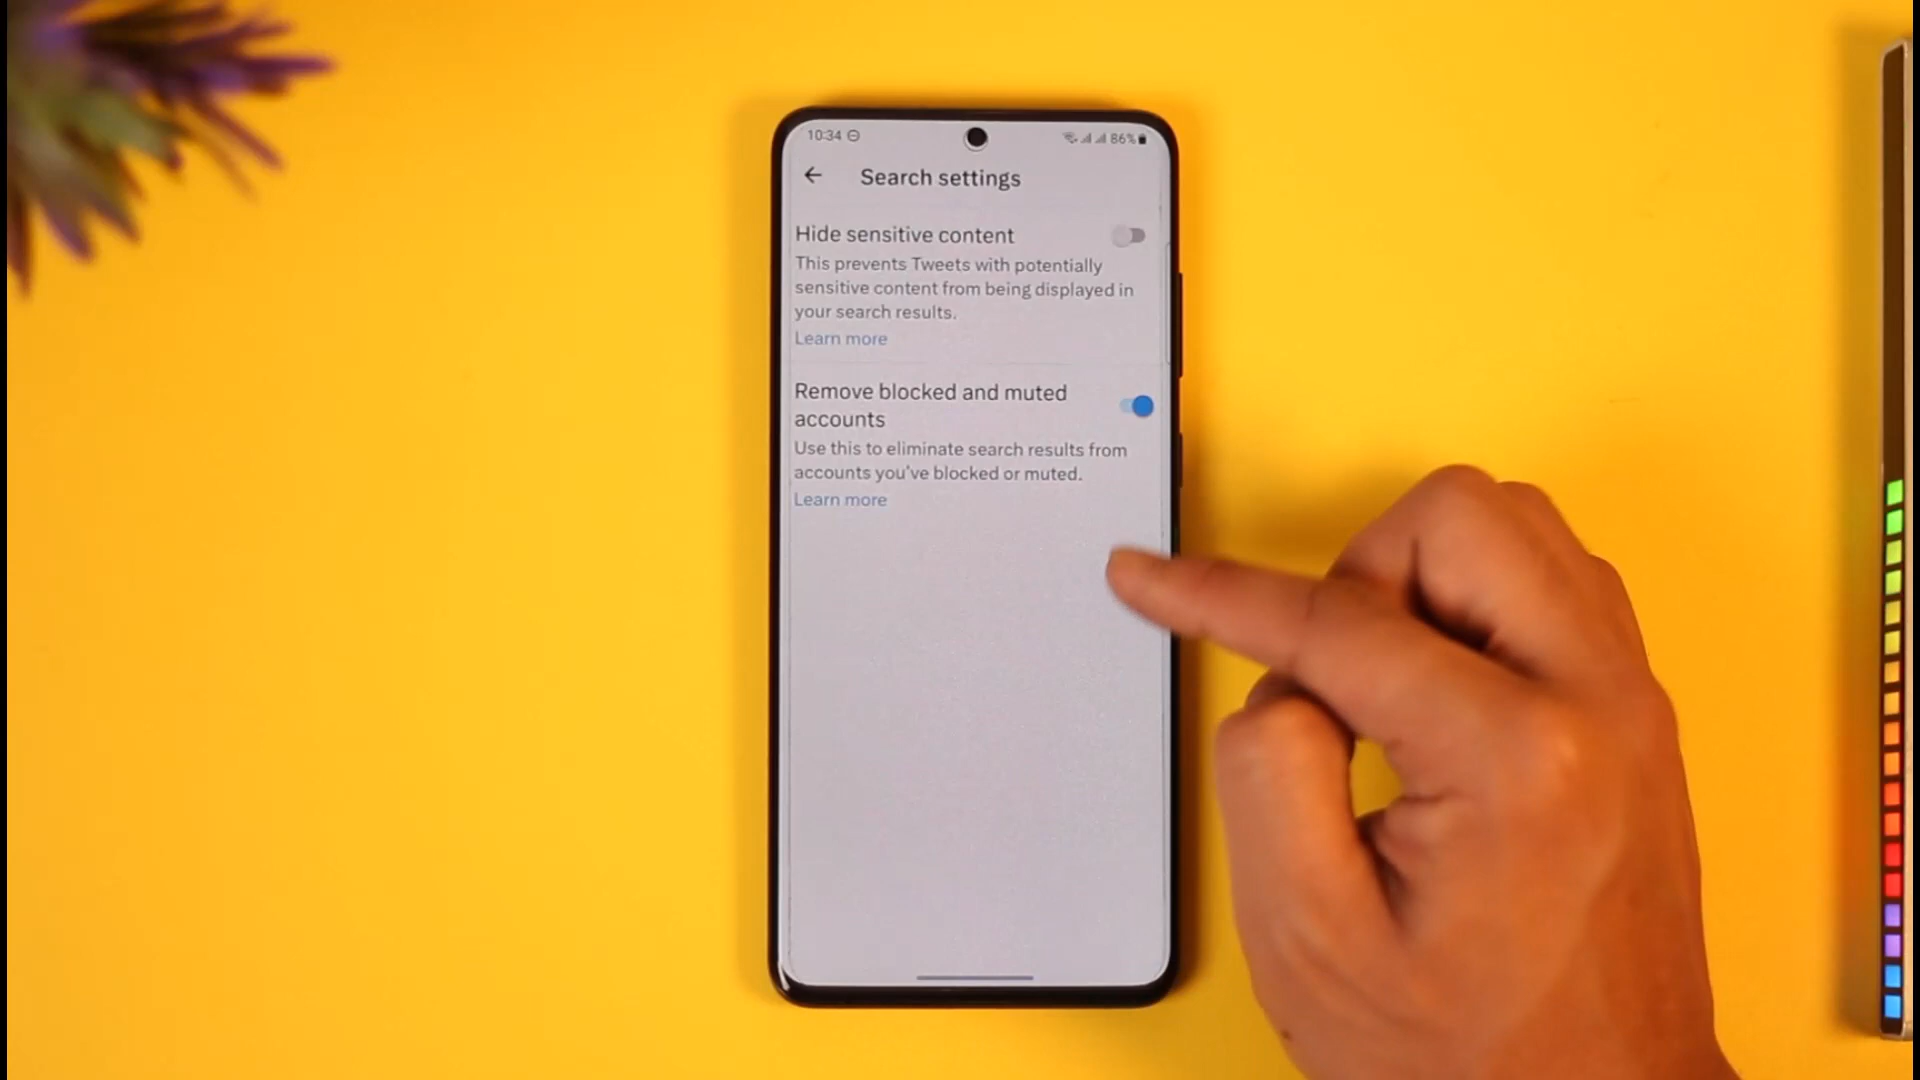 10:34
86%
Search settings
Hide sensitive content
This prevents Tweets with potentially
sensitive content from being displayed in
your search results.
Learn more
Remove blocked and muted
accounts
Use this to eliminate search results from
accounts you've blocked or muted.
Learn more